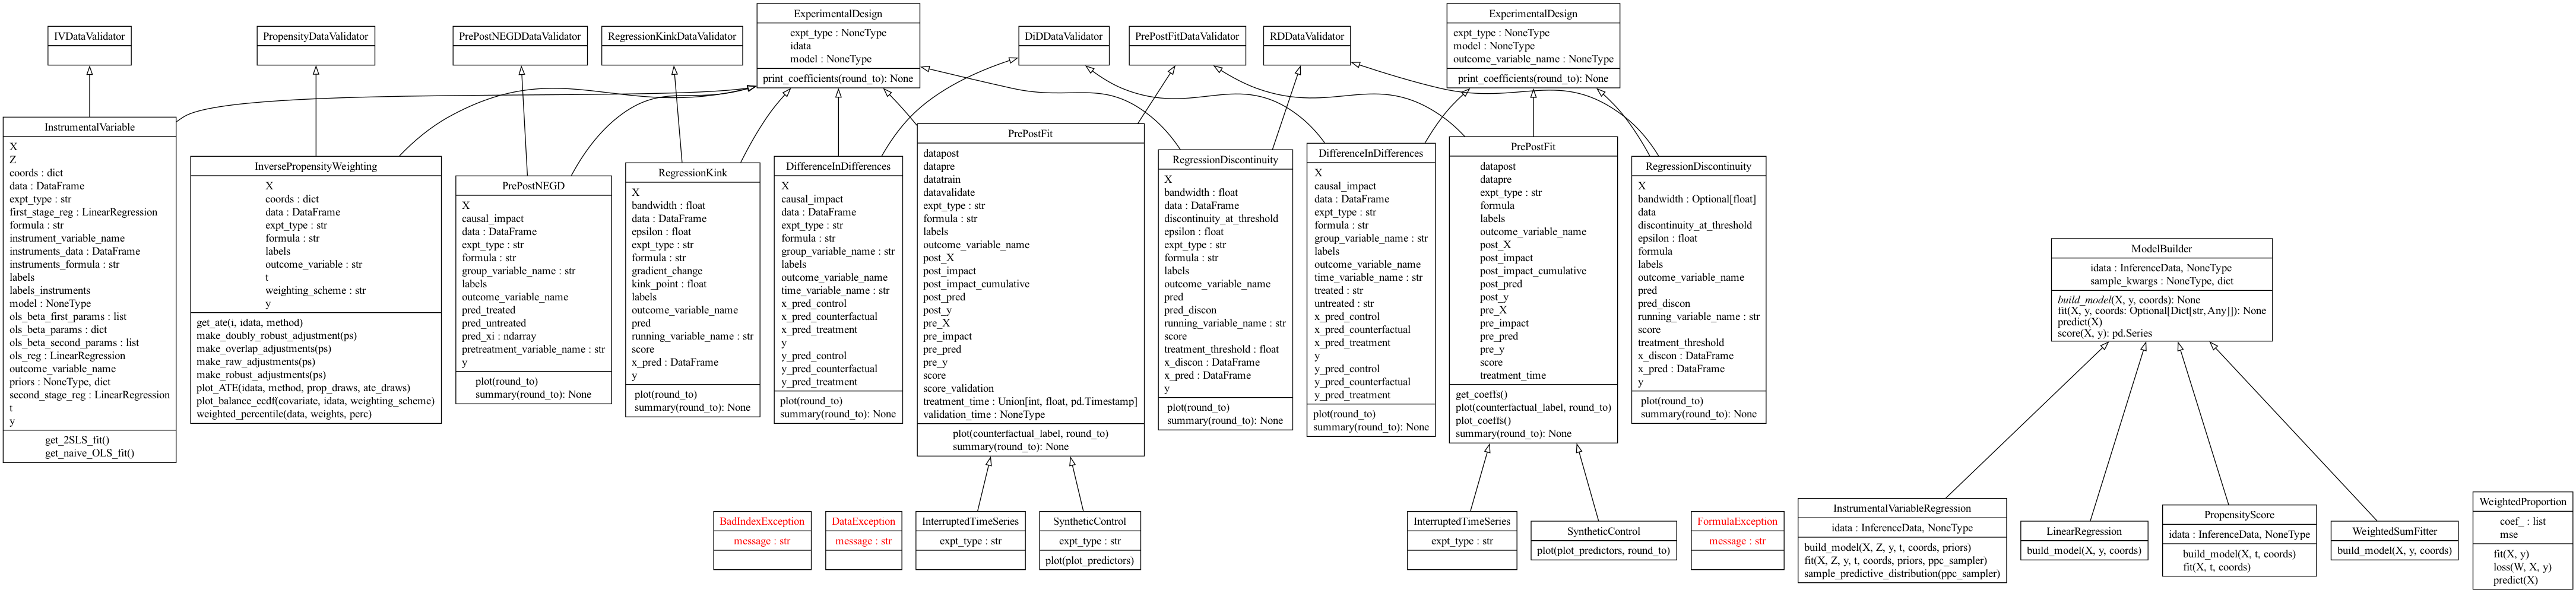 IVDataValidator
PropensityDataValidator
PrePostNEGDDataValidator
RegressionKinkDataValidator
ExperimentalDesign
expt_type : NoneType
idata
model : NoneType
print_coefficients(round_to): None
DiDDataValidator
PrePostFitDataValidator
RDDataValidator
ExperimentalDesign
expt_type : NoneType
model : NoneType
outcome_variable_name : NoneType
print_coefficients(round_to): None
InstrumentalVariable
X
Z
coords : dict
data : DataFrame
expt_type : str
first_stage_reg : LinearRegression
formula : str
instrument_variable_name
instruments_data : DataFrame
instruments_formula : str
labels
labels_instruments
model : NoneType
ols_beta_first_params : list
ols_beta_params : dict
ols_beta_second_params : list
ols_reg : LinearRegression
outcome_variable_name
priors : NoneType, dict
second_stage_reg : LinearRegression
t
y
get_2SLS_fit()
get_naive_OLS_fit()
InversePropensityWeighting
X
coords : dict
data : DataFrame
expt_type : str
formula : str
labels
outcome_variable : str
t
weighting_scheme : str
y
get_ate(i, idata, method)
make_doubly_robust_adjustment(ps)
make_overlap_adjustments(ps)
make_raw_adjustments(ps)
make_robust_adjustments(ps)
plot_ATE(idata, method, prop_draws, ate_draws)
plot_balance_ecdf(covariate, idata, weighting_scheme)
weighted_percentile(data, weights, perc)
PrePostNEGD
X
causal_impact
data : DataFrame
expt_type : str
formula : str
group_variable_name : str
labels
outcome_variable_name
pred_treated
pred_untreated
pred_xi : ndarray
pretreatment_variable_name : str
y
plot(round_to)
summary(round_to): None
RegressionKink
X
bandwidth : float
data : DataFrame
epsilon : float
expt_type : str
formula : str
gradient_change
kink_point : float
labels
outcome_variable_name
pred
running_variable_name : str
score
x_pred : DataFrame
y
plot(round_to)
summary(round_to): None
DifferenceInDifferences
X
causal_impact
data : DataFrame
expt_type : str
formula : str
group_variable_name : str
labels
outcome_variable_name
time_variable_name : str
x_pred_control
x_pred_counterfactual
x_pred_treatment
y
y_pred_control
y_pred_counterfactual
y_pred_treatment
plot(round_to)
summary(round_to): None
PrePostFit
datapost
datapre
datatrain
datavalidate
expt_type : str
formula : str
labels
outcome_variable_name
post_X
post_impact
post_impact_cumulative
post_pred
post_y
pre_X
pre_impact
pre_pred
pre_y
score
score_validation
treatment_time : Union[int, float, pd.Timestamp]
validation_time : NoneType
plot(counterfactual_label, round_to)
summary(round_to): None
RegressionDiscontinuity
X
bandwidth : float
data : DataFrame
discontinuity_at_threshold
epsilon : float
expt_type : str
formula : str
labels
outcome_variable_name
pred
pred_discon
running_variable_name : str
score
treatment_threshold : float
x_discon : DataFrame
x_pred : DataFrame
y
plot(round_to)
summary(round_to): None
DifferenceInDifferences
X
causal_impact
data : DataFrame
expt_type : str
formula : str
group_variable_name : str
labels
outcome_variable_name
time_variable_name : str
treated : str
untreated : str
x_pred_control
x_pred_counterfactual
x_pred_treatment
y
y_pred_control
y_pred_counterfactual
y_pred_treatment
plot(round_to)
summary(round_to): None
PrePostFit
datapost
datapre
expt_type : str
formula
labels
outcome_variable_name
post_X
post_impact
post_impact_cumulative
post_pred
post_y
pre_X
pre_impact
pre_pred
pre_y
score
treatment_time
get_coeffs()
plot(counterfactual_label, round_to)
plot_coeffs()
summary(round_to): None
RegressionDiscontinuity
X
bandwidth : Optional[float]
data
discontinuity_at_threshold
epsilon : float
formula
labels
outcome_variable_name
pred
pred_discon
running_variable_name : str
score
treatment_threshold
x_discon : DataFrame
x_pred : DataFrame
y
plot(round_to)
summary(round_to): None
ModelBuilder
idata : InferenceData, NoneType
sample_kwargs : NoneType, dict
build_model(X, y, coords): None
fit(X, y, coords: Optional[Dict[str, Any]]): None
predict(X)
score(X, y): pd.Series
BadIndexException
message : str
DataException
message : str
InterruptedTimeSeries
expt_type : str
SyntheticControl
expt_type : str
plot(plot_predictors)
InterruptedTimeSeries
expt_type : str
SyntheticControl
plot(plot_predictors, round_to)
FormulaException
message : str
InstrumentalVariableRegression
idata : InferenceData, NoneType
build_model(X, Z, y, t, coords, priors)
fit(X, Z, y, t, coords, priors, ppc_sampler)
sample_predictive_distribution(ppc_sampler)
LinearRegression
build_model(X, y, coords)
PropensityScore
idata : InferenceData, NoneType
build_model(X, t, coords)
fit(X, t, coords)
WeightedSumFitter
build_model(X, y, coords)
WeightedProportion
coef_ : list
mse
fit(X, y)
loss(W, X, y)
predict(X)